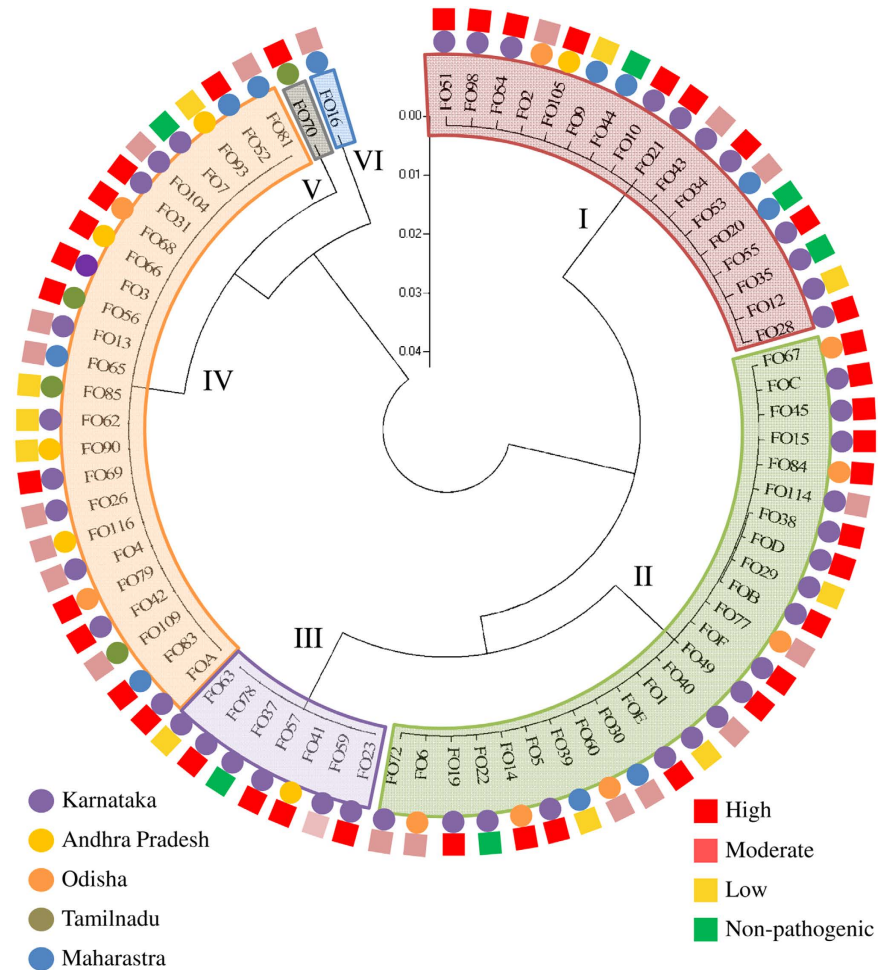 FO51
FO98
FO54
FO2
FO105
FO9
FO44
FO10
FO21
FO43
FO34
FO53
FO20
FO55
FO35
FO12
FO28
FO67
FOC
FO45
FO15
FO84
FO114
FO38
FOD
FO29
FOB
FO77
FOF
FO49
FO40
FO1
FOE
FO30
FO60
FO39
FO5
FO14
FO22
FO19
FO6
FO72
FO23
FO59
FO41
FO57
FO37
FO78
FO63
FOA
FO83
FO109
FO42
FO79
FO4
FO116
FO26
FO69
FO90
FO62
FO85
FO65
FO13
FO56
FO3
FO66
FO68
FO31
FO104
FO7
FO93
FO52
FO81
FO70
FO16
0.00
0.01
0.02
0.03
0.04
I
II
III
IV
V
VI
Karnataka
Andhra Pradesh
Odisha
Tamilnadu
Maharastra
High
Moderate
Low
Non-pathogenic